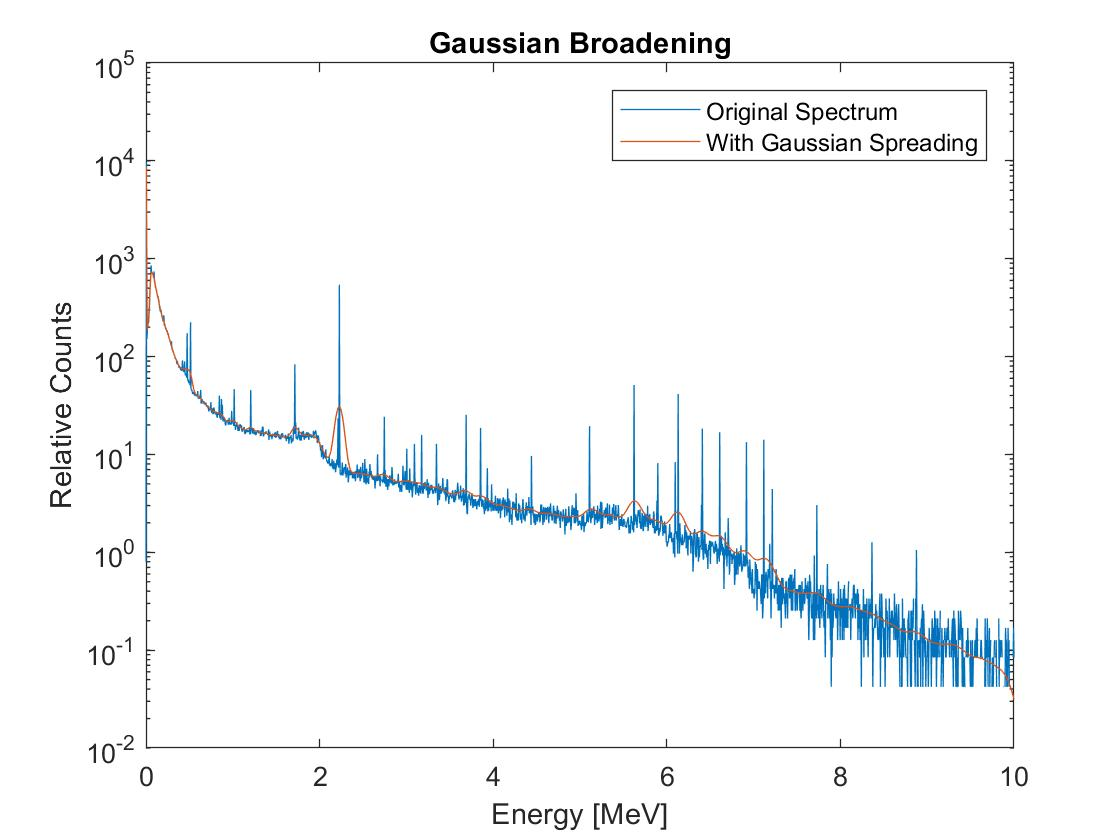 Gaussian Broadening
10^5
10^4
10^3
10^2
10^1
10^0
10^-1
10^-2
Relative Counts
Original Spectrum
With Gaussian Spreading
0 2 4 6 8 10
Energy [MeV]